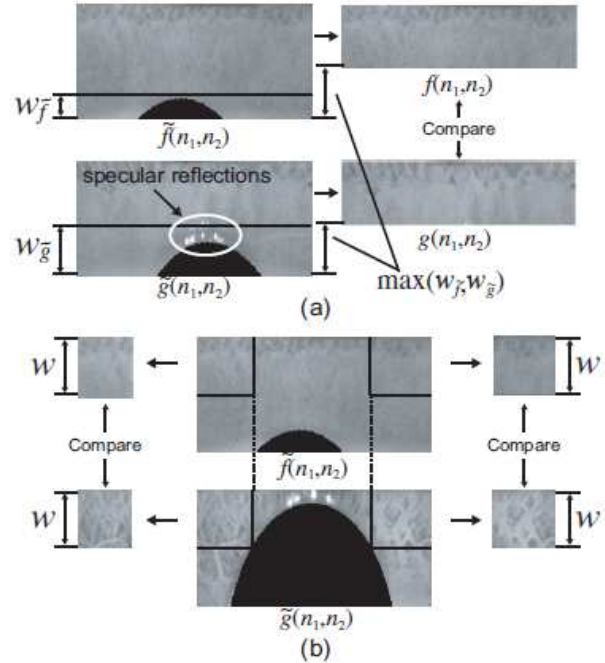 w_f̃
f̃(n₁,n₂)
f(n₁,n₂)
Compare
specular reflections
w_g̃
g̃(n₁,n₂)
g(n₁,n₂)
max(w_f̃,w_g̃)
(a)
w
w
Compare
f̃(n₁,n₂)
Compare
w
w
g̃(n₁,n₂)
(b)